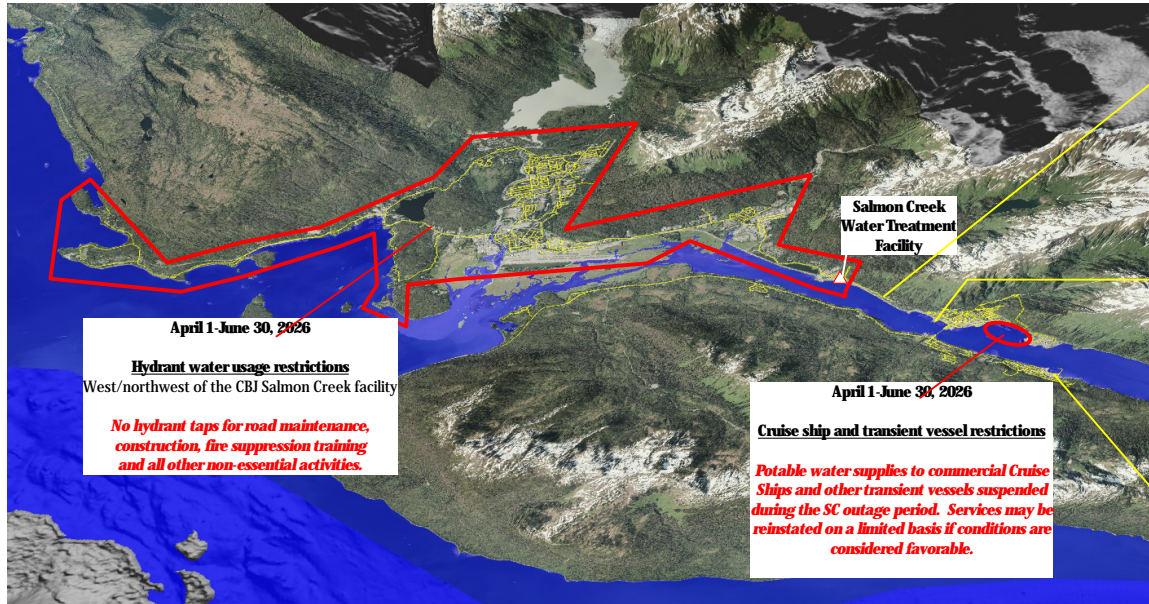 Salmon Creek
Water Treatment
Facility
April 1-June 30, 2026
Hydrant water usage restrictions
West/northwest of the CBJ Salmon Creek facility
No hydrant taps for road maintenance,
construction, fire suppression training
and all other non-essential activities.
April 1-June 30, 2026
Cruise ship and transient vessel restrictions
Potable water supplies to commercial Cruise
Ships and other transient vessels suspended
during the SC outage period.  Services may be
reinstated on a limited basis if conditions are
considered favorable.